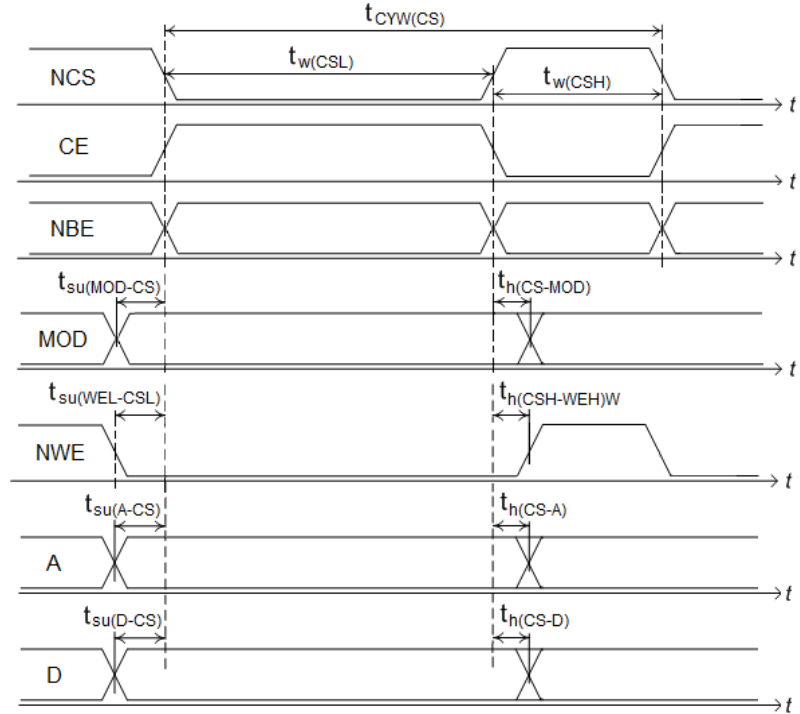 tCYW(CS)
NCS
tw(CSL)
tw(CSH)
t
CE
t
NBE
t
tsu(MOD-CS)
th(CS-MOD)
MOD
t
tsu(WEL-CSL)
th(CSH-WEH)W
NWE
t
tsu(A-CS)
th(CS-A)
A
t
tsu(D-CS)
th(CS-D)
D
t